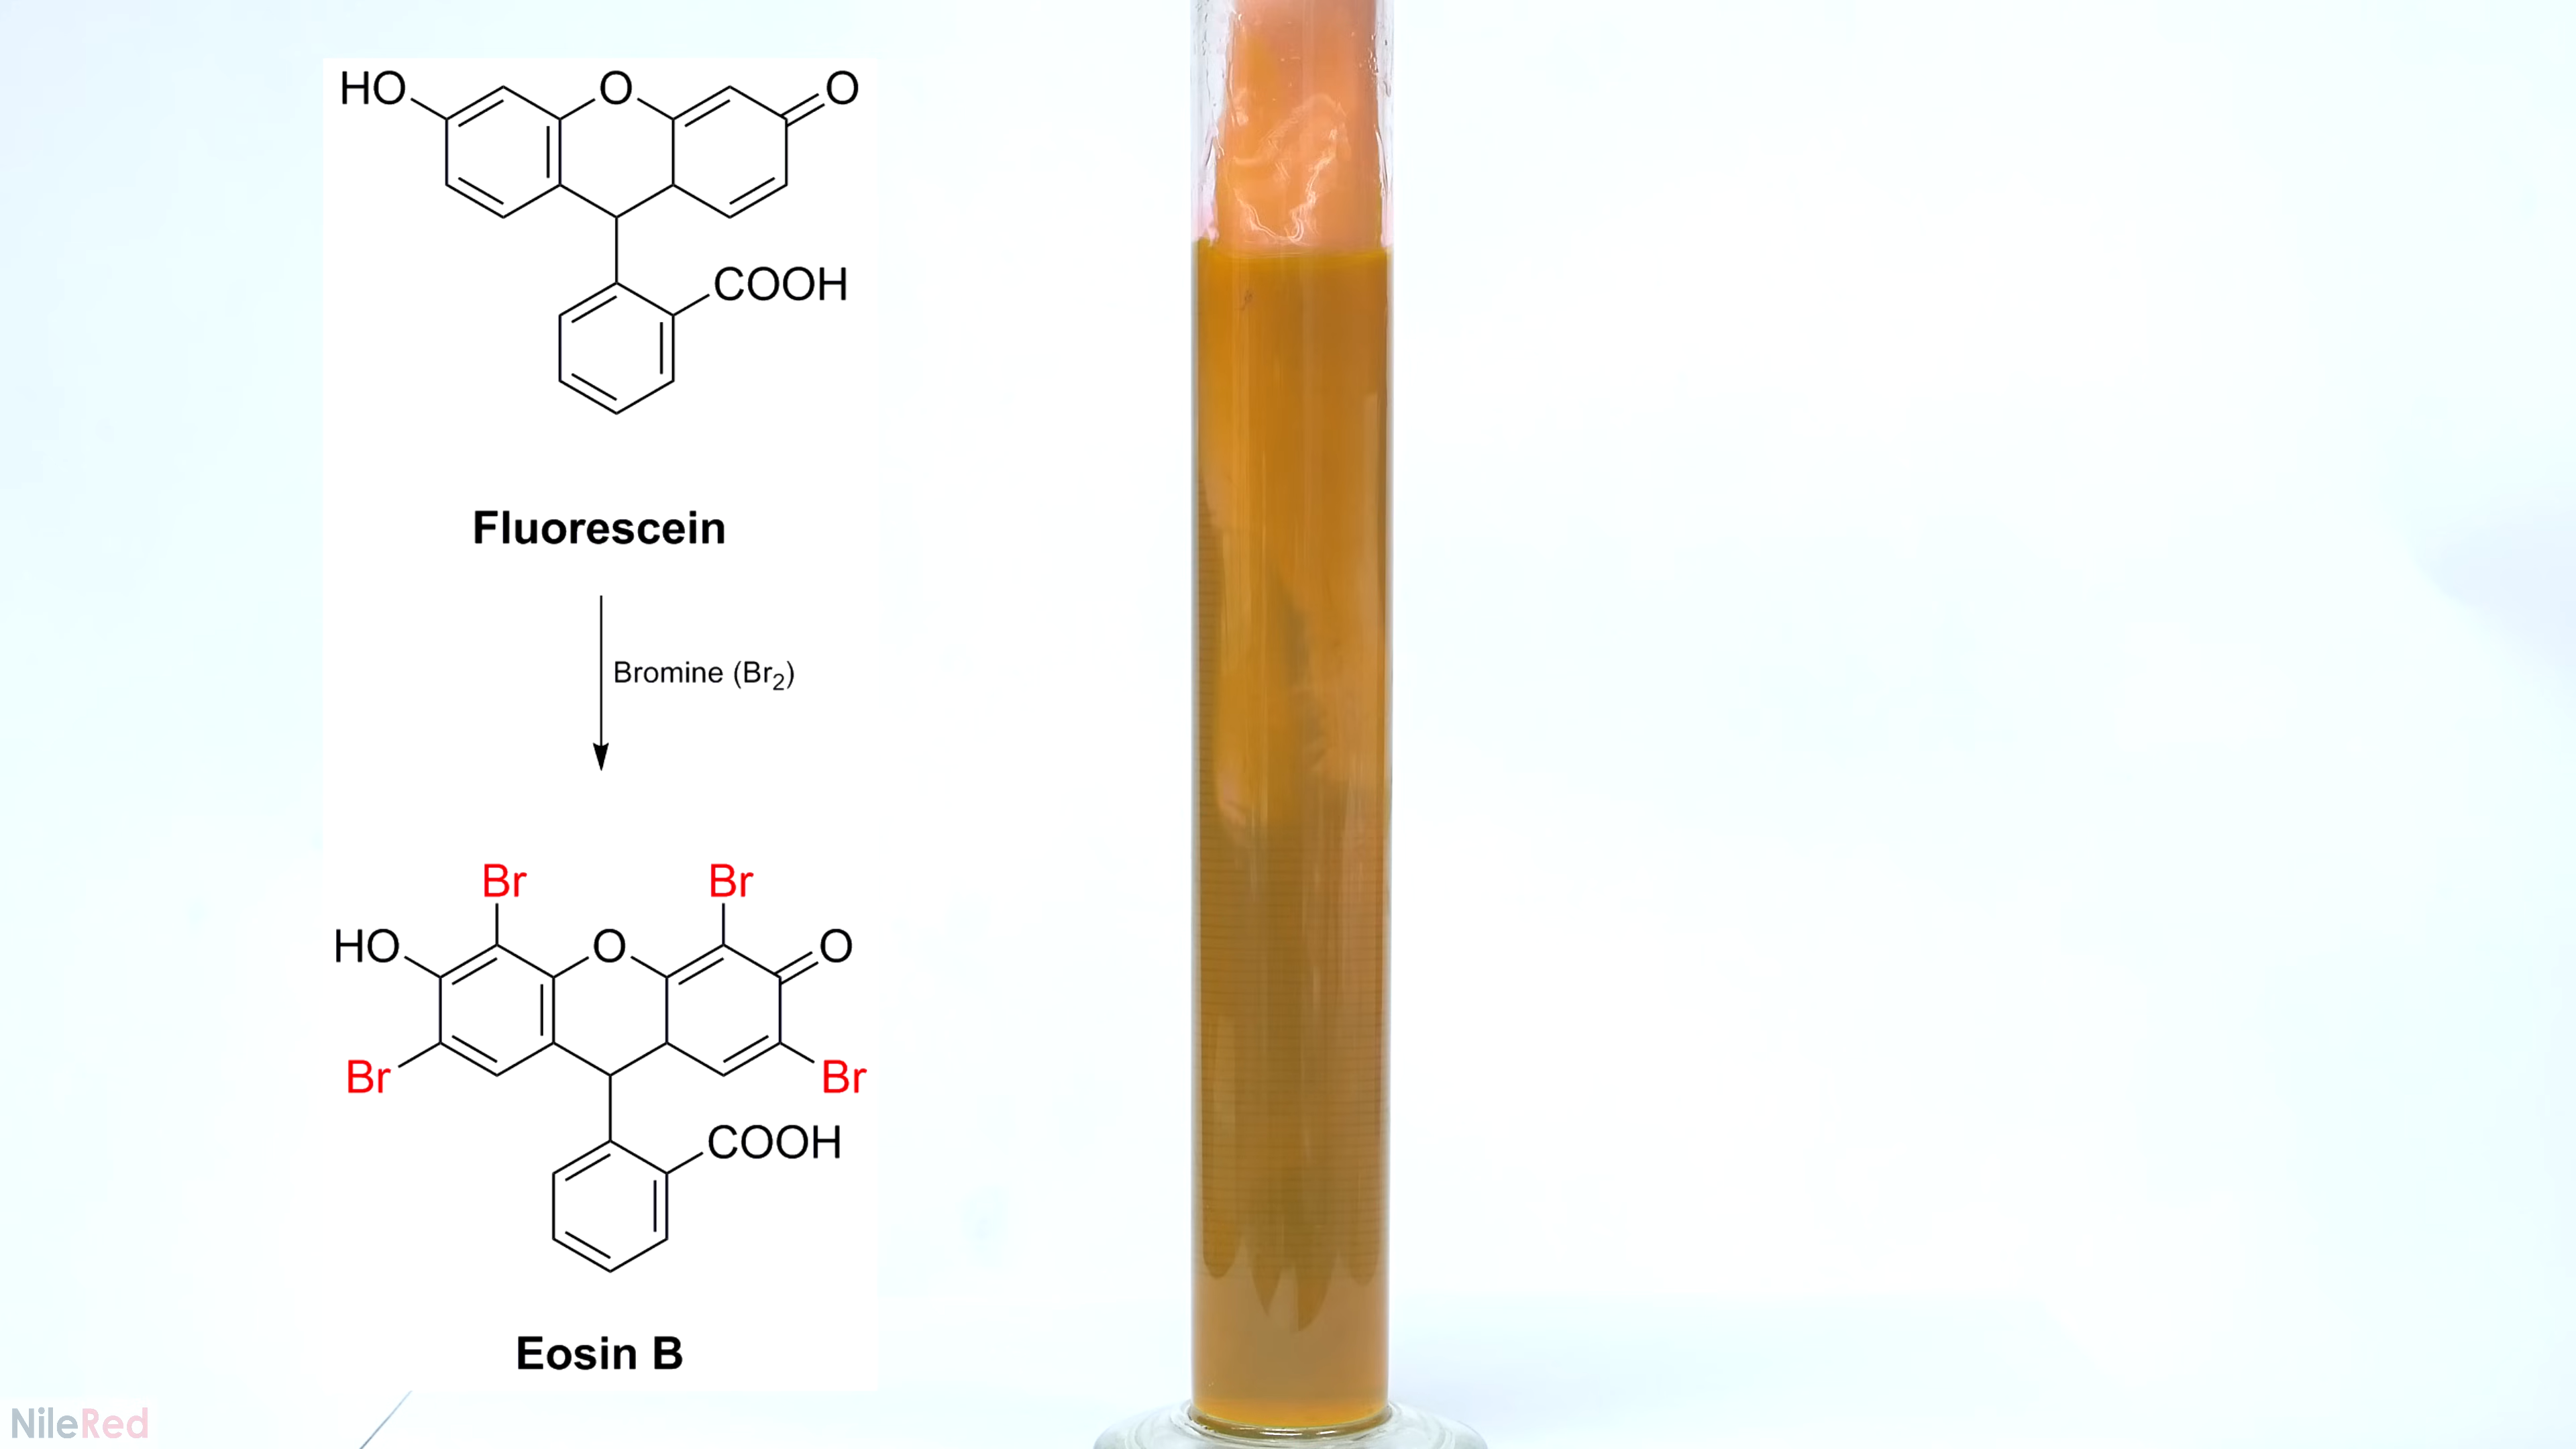 HO O O
COOH
Fluorescein
Bromine (Br₂)
Br Br
HO O O
Br Br
COOH
Eosin B
NileRed